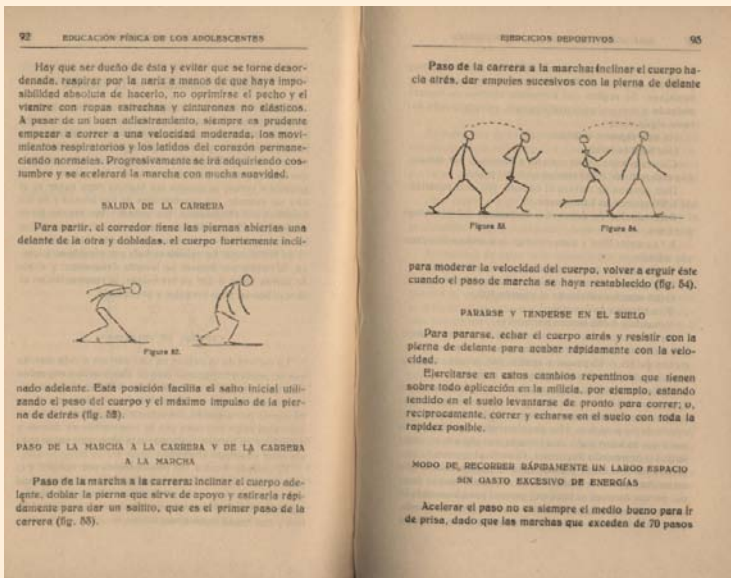 92 EDUCACIÓN FÍSICA DE LOS ADOLESCENTES
Hay que ser dueño de ésta y evitar que se torne desor-
denada, respirar por la nariz a menos de que haya impo-
sibilidad absoluta de hacerlo, no oprimirse el pecho y el
vientre con ropas estrechas y cinturones no elásticos.
A pesar de un buen adiestramiento, siempre es prudente
empezar a correr a una velocidad moderada, los movi-
mientos respiratorios y los latidos del corazón permane-
ciendo normales. Progresivamente se irá adquiriendo cos-
tumbre y se acelerará la marcha con mucha suavidad.
SALIDA DE LA CARRERA
Para partir, el corredor tiene las piernas abiertas una
delante de la otra y dobladas, el cuerpo fuertemente incli-
Figura 52.
nado adelante. Esta posición facilita el salto inicial utili-
zando el peso del cuerpo y el máximo impulso de la pier-
na de detrás (fig. 52).
PASO DE LA MARCHA A LA CARRERA Y DE LA CARRERA
A LA MARCHA
Paso de la marcha a la carrera: inclinar el cuerpo ade-
lante, doblar la pierna que sirve de apoyo y estirarla rápi-
damente para dar un saltito, que es el primer paso de la
carrera (fig. 53).
EJERCICIOS DEPORTIVOS 93
Paso de la carrera a la marcha: inclinar el cuerpo ha-
cia atrás, dar empujes sucesivos con la pierna de delante
Figura 53. Figura 54.
para moderar la velocidad del cuerpo, volver a erguir éste
cuando el paso de marcha se haya restablecido (fig. 54).
PARARSE Y TENDERSE EN EL SUELO
Para pararse, echar el cuerpo atrás y resistir con la
pierna de delante para acabar rápidamente con la velo-
cidad.
Ejercitarse en estos cambios repentinos que tienen
sobre todo aplicación en la milicia, por ejemplo, estando
tendido en el suelo levantarse de pronto para correr; o,
recíprocamente, correr y echarse en el suelo con toda la
rapidez posible.
MODO DE RECORRER RÁPIDAMENTE UN LARGO ESPACIO
SIN GASTO EXCESIVO DE ENERGÍAS
Acelerar el paso no es siempre el medio bueno para ir
de prisa, dado que las marchas que exceden de 70 pasos